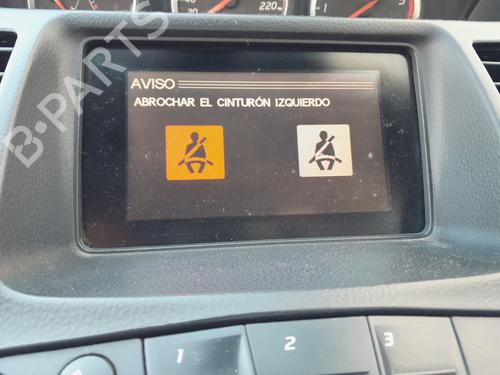 B-PARTS
220
AVISO
ABROCHAR EL CINTURÓN IZQUIERDO
1
2
3